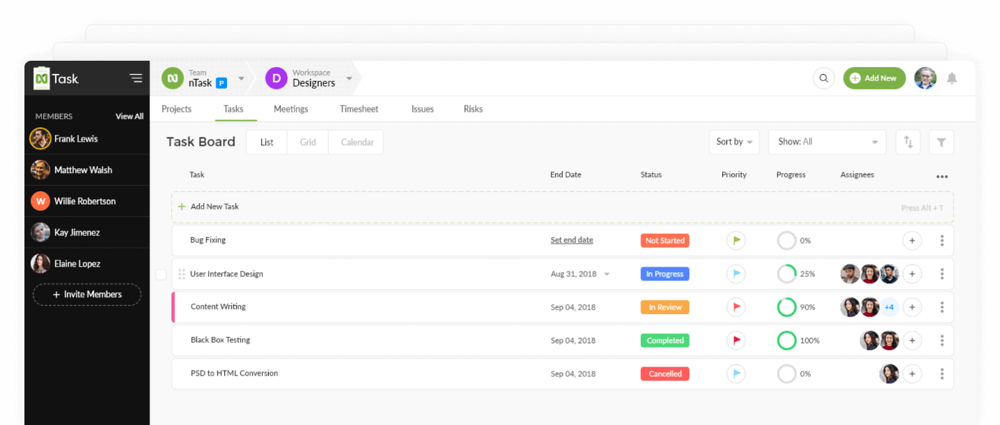 Task
MEMBERS View All
Frank Lewis
Matthew Walsh
W Willie Robertson
Kay Jimenez
Elaine Lopez
+ Invite Members
Team
nTask P
D Workspace
Designers
+ Add New
Projects Tasks Meetings Timesheet Issues Risks
Task Board List Grid Calendar Sort by Show: All
Task End Date Status Priority Progress Assignees
+ Add New Task Press Alt + T
Bug Fixing Set end date Not Started 0% +
User Interface Design Aug 31, 2018 In Progress 25% +
Content Writing Sep 04, 2018 In Review 90% +4 +
Black Box Testing Sep 04, 2018 Completed 100% +
PSD to HTML Conversion Sep 04, 2018 Cancelled 0% +